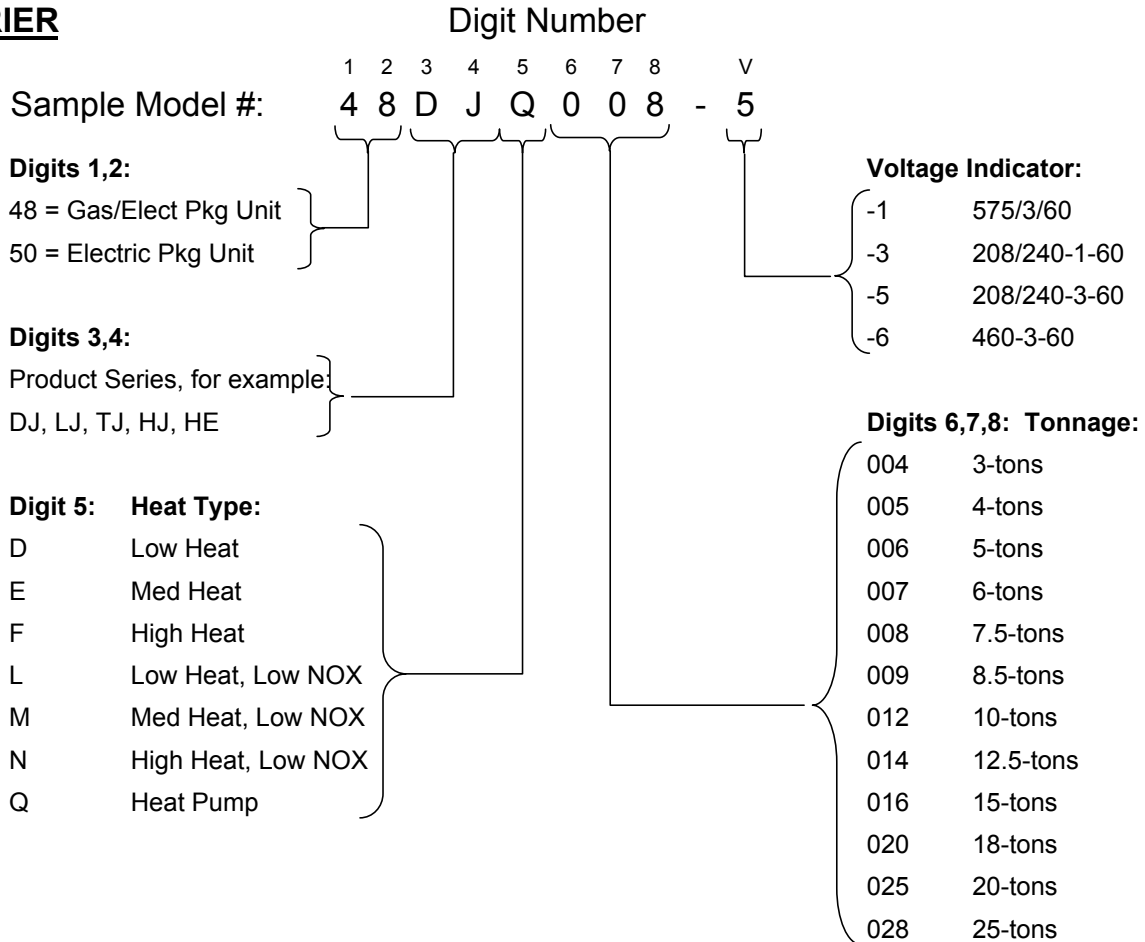 RIER
Digit Number
1 2 3 4 5 6 7 8 V
Sample Model #: 4 8 D J Q 0 0 8 - 5
Digits 1,2:
48 = Gas/Elect Pkg Unit
50 = Electric Pkg Unit
Digits 3,4:
Product Series, for example:
DJ, LJ, TJ, HJ, HE
Digit 5: Heat Type:
D Low Heat
E Med Heat
F High Heat
L Low Heat, Low NOX
M Med Heat, Low NOX
N High Heat, Low NOX
Q Heat Pump
Voltage Indicator:
-1 575/3/60
-3 208/240-1-60
-5 208/240-3-60
-6 460-3-60
Digits 6,7,8: Tonnage:
004 3-tons
005 4-tons
006 5-tons
007 6-tons
008 7.5-tons
009 8.5-tons
012 10-tons
014 12.5-tons
016 15-tons
020 18-tons
025 20-tons
028 25-tons